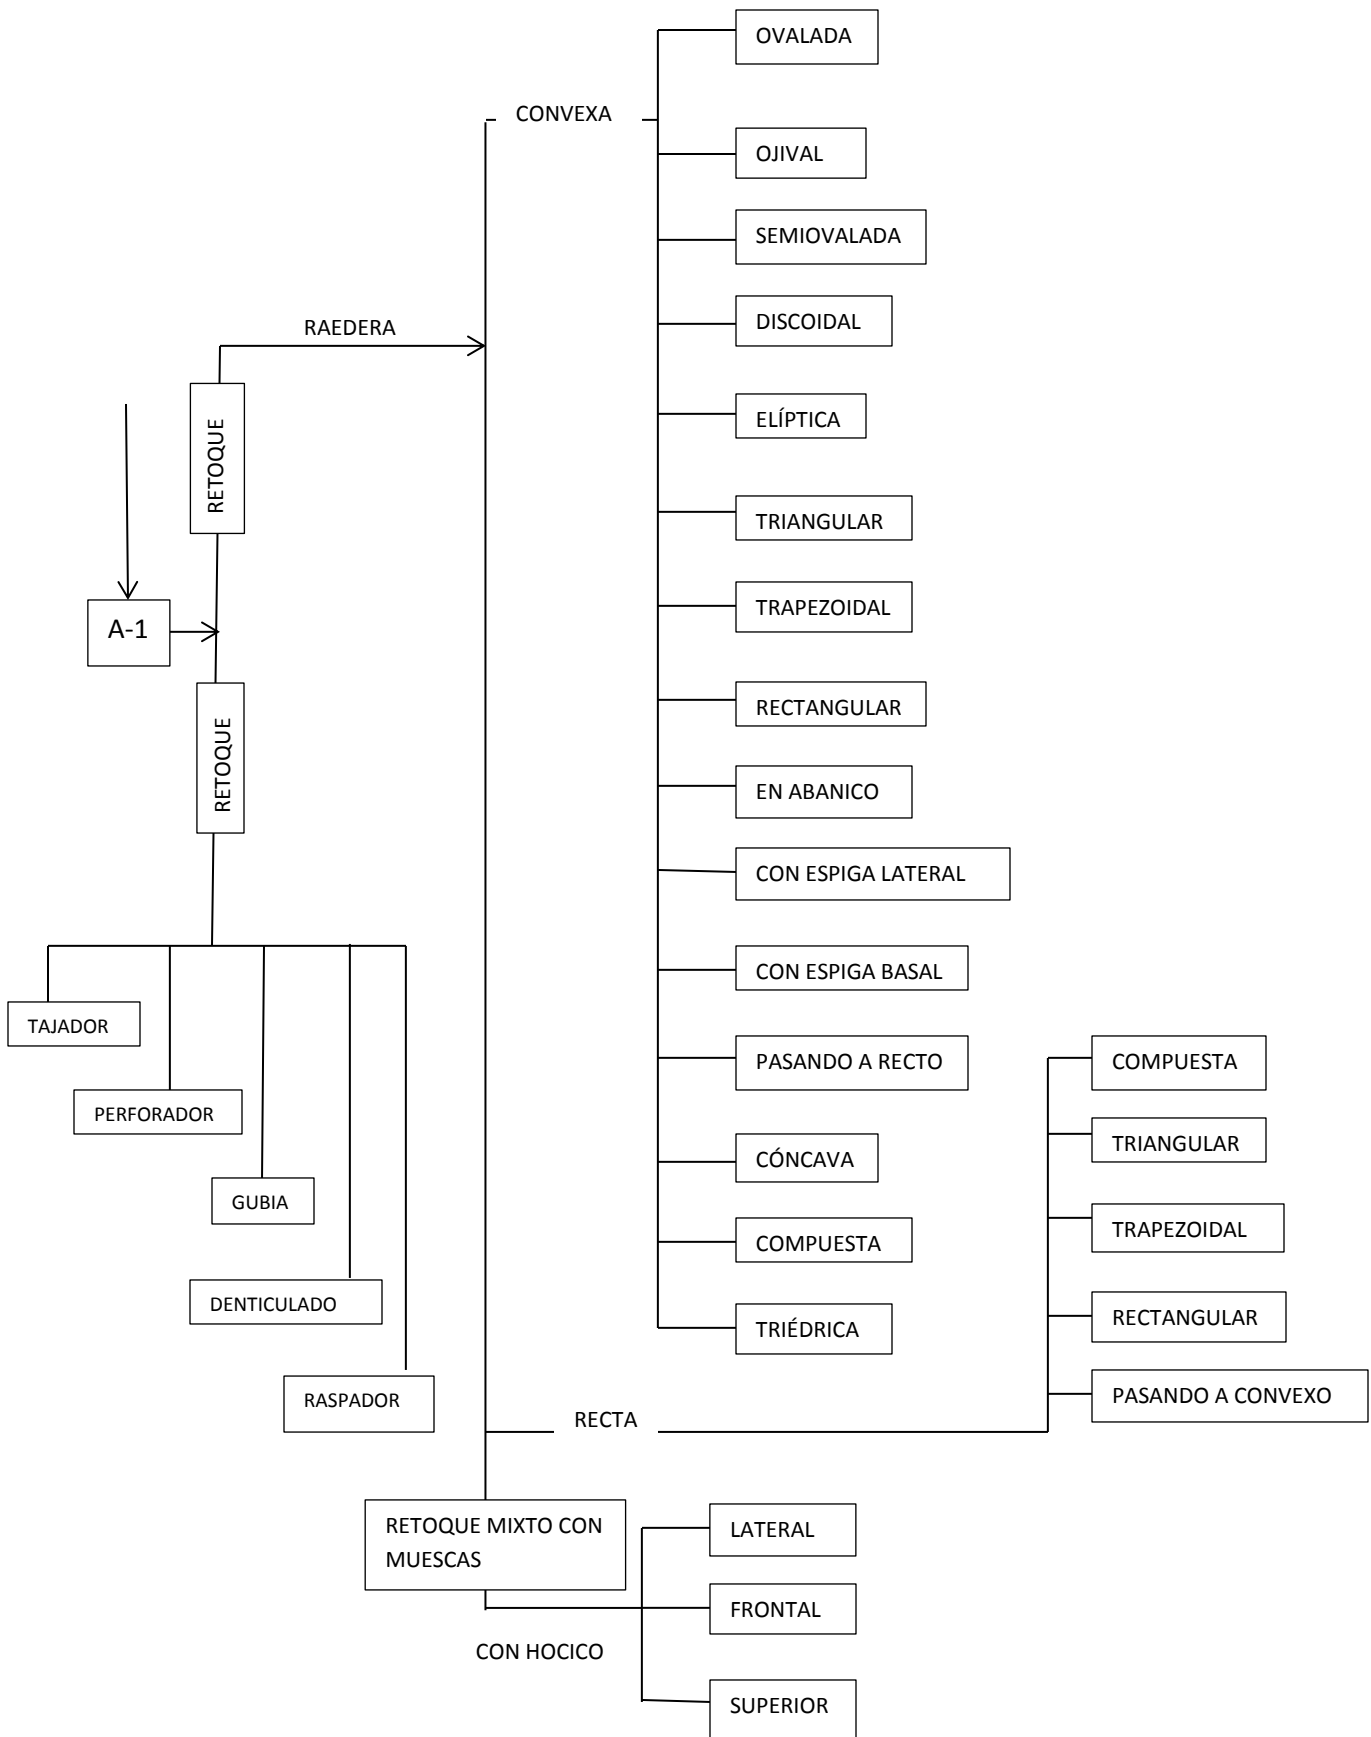 OVALADA
CONVEXA
OJIVAL
SEMIOVALADA
DISCOIDAL
RAEDERA
ELÍPTICA
RETOQUE
TRIANGULAR
TRAPEZOIDAL
A-1
RECTANGULAR
RETOQUE
EN ABANICO
CON ESPIGA LATERAL
CON ESPIGA BASAL
TAJADOR
PASANDO A RECTO
COMPUESTA
PERFORADOR
TRIANGULAR
CÓNCAVA
GUBIA
TRAPEZOIDAL
COMPUESTA
DENTICULADO
RECTANGULAR
TRIÉDRICA
RASPADOR
PASANDO A CONVEXO
RECTA
RETOQUE MIXTO CON
MUESCAS
LATERAL
FRONTAL
CON HOCICO
SUPERIOR